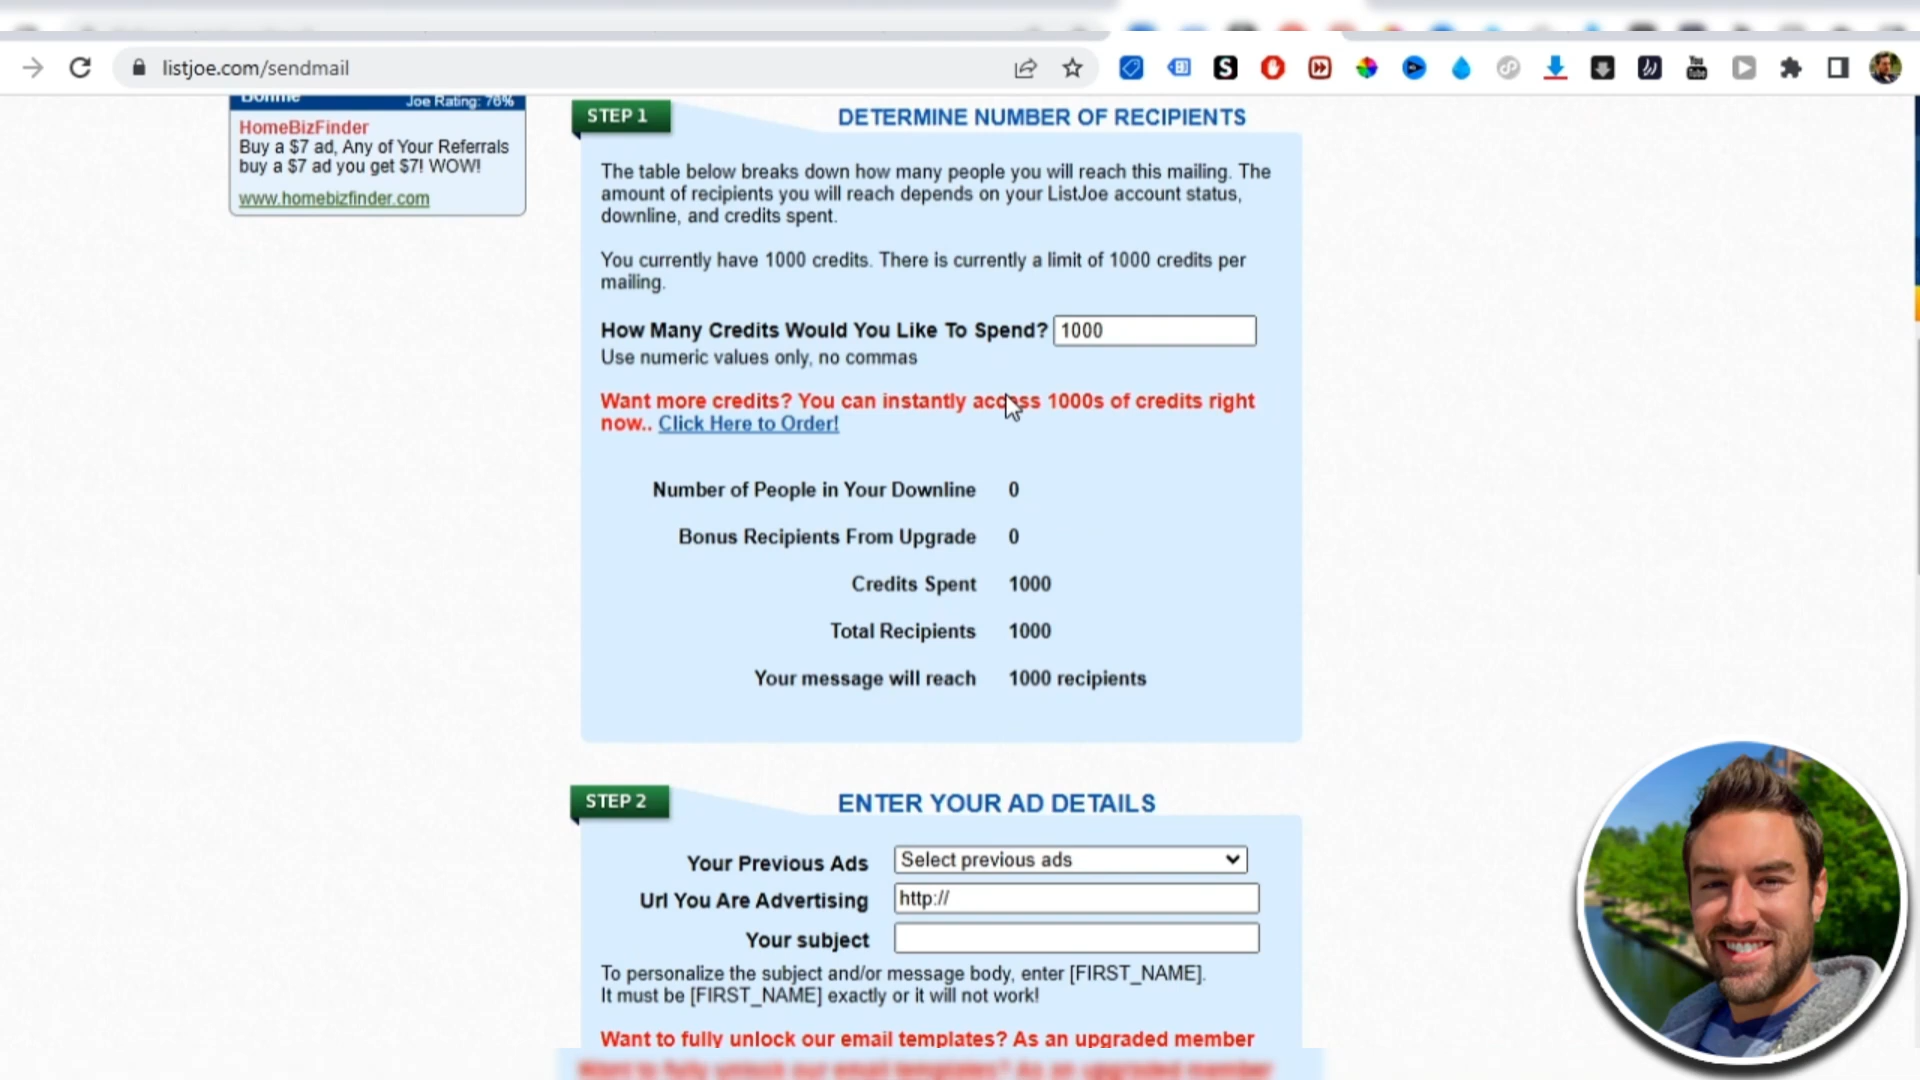 listjoe.com/sendmail
Bonnie
Joe Rating: 76%
HomeBizFinder
Buy a $7 ad, Any of Your Referrals
buy a $7 ad you get $7! WOW!
www.homebizfinder.com
STEP 1
DETERMINE NUMBER OF RECIPIENTS
The table below breaks down how many people you will reach this mailing. The
amount of recipients you will reach depends on your ListJoe account status,
downline, and credits spent.
You currently have 1000 credits. There is currently a limit of 1000 credits per
mailing.
How Many Credits Would You Like To Spend? 1000
Use numeric values only, no commas
Want more credits? You can instantly access 1000s of credits right
now.. Click Here to Order!
Number of People in Your Downline 0
Bonus Recipients From Upgrade 0
Credits Spent 1000
Total Recipients 1000
Your message will reach 1000 recipients
STEP 2
ENTER YOUR AD DETAILS
Your Previous Ads Select previous ads
Url You Are Advertising http://
Your subject
To personalize the subject and/or message body, enter [FIRST_NAME].
It must be [FIRST_NAME] exactly or it will not work!
Want to fully unlock our email templates? As an upgraded member